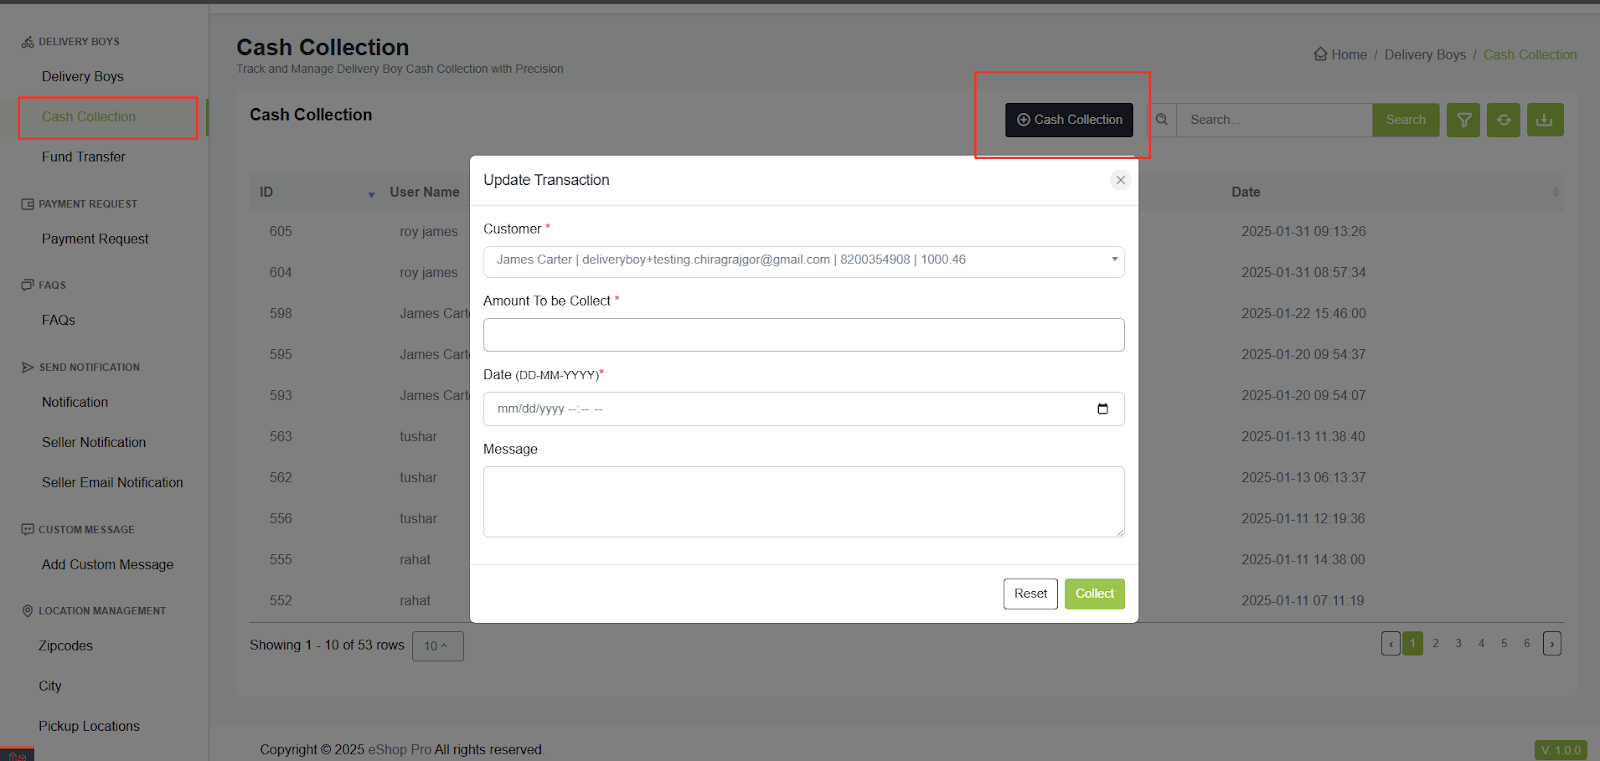 DELIVERY BOYS
Delivery Boys
Cash Collection
Fund Transfer
PAYMENT REQUEST
Payment Request
FAQS
FAQs
SEND NOTIFICATION
Notification
Seller Notification
Seller Email Notification
CUSTOM MESSAGE
Add Custom Message
LOCATION MANAGEMENT
Zipcodes
City
Pickup Locations
Cash Collection
Track and Manage Delivery Boy Cash Collection with Precision
Home / Delivery Boys / Cash Collection
Cash Collection
Cash Collection
Search...
Search
ID User Name Date
605 roy james 2025-01-31 09:13:26
604 roy james 2025-01-31 08:57:34
598 James Cart 2025-01-22 15:46:00
595 James Cart 2025-01-20 09:54:37
593 James Cart 2025-01-20 09:54:07
563 tushar 2025-01-13 11:38:40
562 tushar 2025-01-13 06:13:37
556 tushar 2025-01-11 12:19:36
555 rahat 2025-01-11 14:38:00
552 rahat 2025-01-11 07:11:19
Update Transaction
Customer *
James Carter | deliveryboy+testing.chiragrajgor@gmail.com | 8200354908 | 1000.46
Amount To be Collect *
Date (DD-MM-YYYY)*
mm/dd/yyyy --:-- --
Message
Reset
Collect
Showing 1 - 10 of 53 rows 10
‹ 1 2 3 4 5 6 ›
Copyright © 2025 eShop Pro All rights reserved.
V. 1.0.0